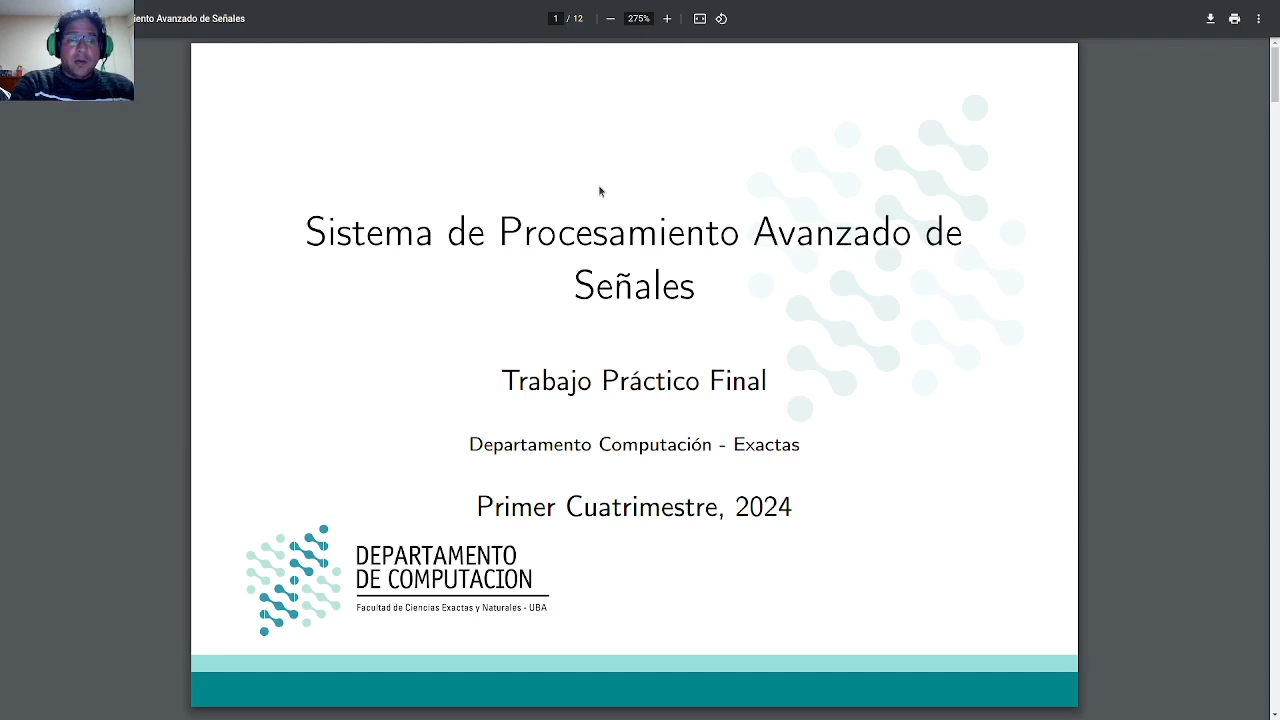 iento Avanzado de Señales
1 / 12
275%
Sistema de Procesamiento Avanzado de
Señales
Trabajo Práctico Final
Departamento Computación - Exactas
Primer Cuatrimestre, 2024
DEPARTAMENTO
DE COMPUTACION
Facultad de Ciencias Exactas y Naturales - UBA